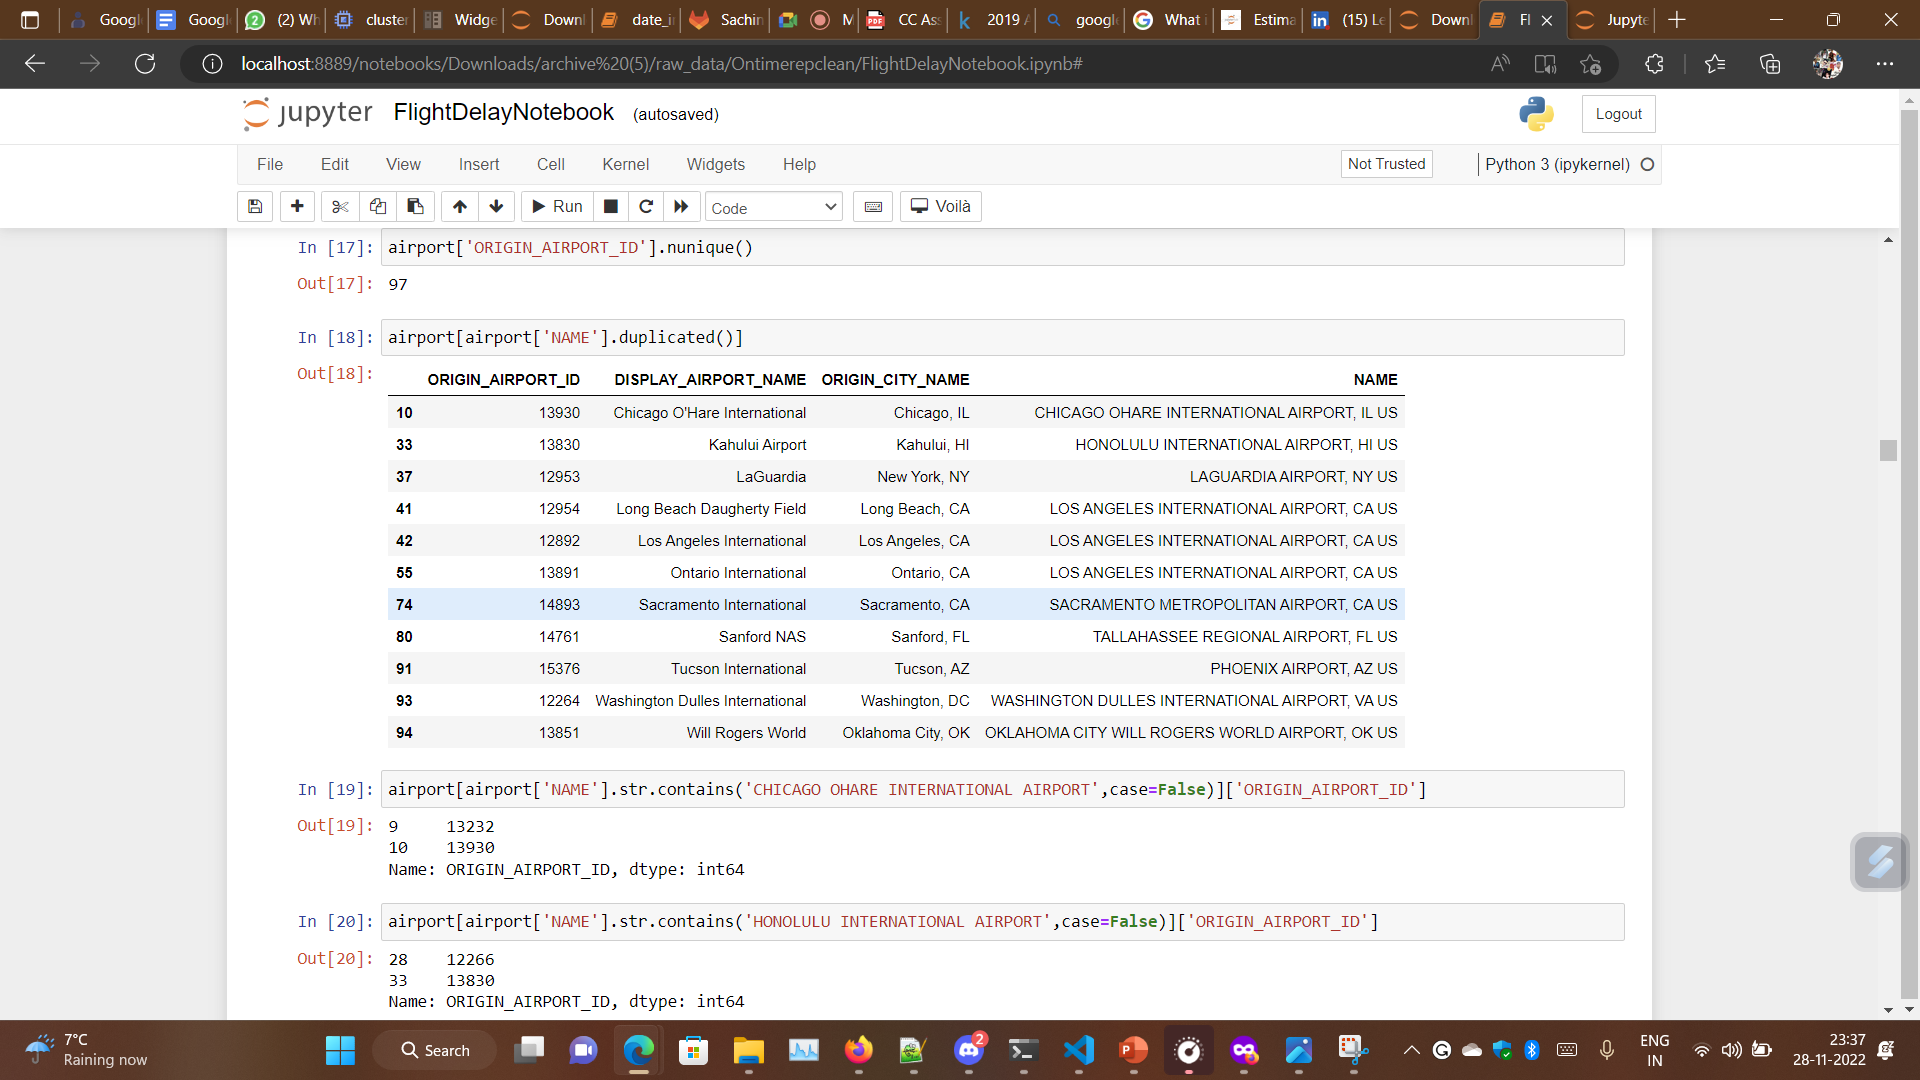 Googl
Googl
(2) Wh
cluster
Widge
Downl
date_i
Sachin
M
CC As
2019 A
googl
What i
Estima
(15) Le
Downl
Fl
Jupyte
localhost:8889/notebooks/Downloads/archive%20(5)/raw_data/Ontimerepclean/FlightDelayNotebook.ipynb#
jupyter FlightDelayNotebook (autosaved)
Logout
File Edit View Insert Cell Kernel Widgets Help
Not Trusted
Python 3 (ipykernel)
Run
Code
Voilà
In [17]: airport['ORIGIN_AIRPORT_ID'].nunique()
Out[17]: 97
In [18]: airport[airport['NAME'].duplicated()]
Out[18]:
ORIGIN_AIRPORT_ID DISPLAY_AIRPORT_NAME ORIGIN_CITY_NAME NAME
10 13930 Chicago O'Hare International Chicago, IL CHICAGO OHARE INTERNATIONAL AIRPORT, IL US
33 13830 Kahului Airport Kahului, HI HONOLULU INTERNATIONAL AIRPORT, HI US
37 12953 LaGuardia New York, NY LAGUARDIA AIRPORT, NY US
41 12954 Long Beach Daugherty Field Long Beach, CA LOS ANGELES INTERNATIONAL AIRPORT, CA US
42 12892 Los Angeles International Los Angeles, CA LOS ANGELES INTERNATIONAL AIRPORT, CA US
55 13891 Ontario International Ontario, CA LOS ANGELES INTERNATIONAL AIRPORT, CA US
74 14893 Sacramento International Sacramento, CA SACRAMENTO METROPOLITAN AIRPORT, CA US
80 14761 Sanford NAS Sanford, FL TALLAHASSEE REGIONAL AIRPORT, FL US
91 15376 Tucson International Tucson, AZ PHOENIX AIRPORT, AZ US
93 12264 Washington Dulles International Washington, DC WASHINGTON DULLES INTERNATIONAL AIRPORT, VA US
94 13851 Will Rogers World Oklahoma City, OK OKLAHOMA CITY WILL ROGERS WORLD AIRPORT, OK US
In [19]: airport[airport['NAME'].str.contains('CHICAGO OHARE INTERNATIONAL AIRPORT',case=False)]['ORIGIN_AIRPORT_ID']
Out[19]: 9 13232
10 13930
Name: ORIGIN_AIRPORT_ID, dtype: int64
In [20]: airport[airport['NAME'].str.contains('HONOLULU INTERNATIONAL AIRPORT',case=False)]['ORIGIN_AIRPORT_ID']
Out[20]: 28 12266
33 13830
Name: ORIGIN_AIRPORT_ID, dtype: int64
7°C
Raining now
Search
2
ENG
IN
23:37
28-11-2022